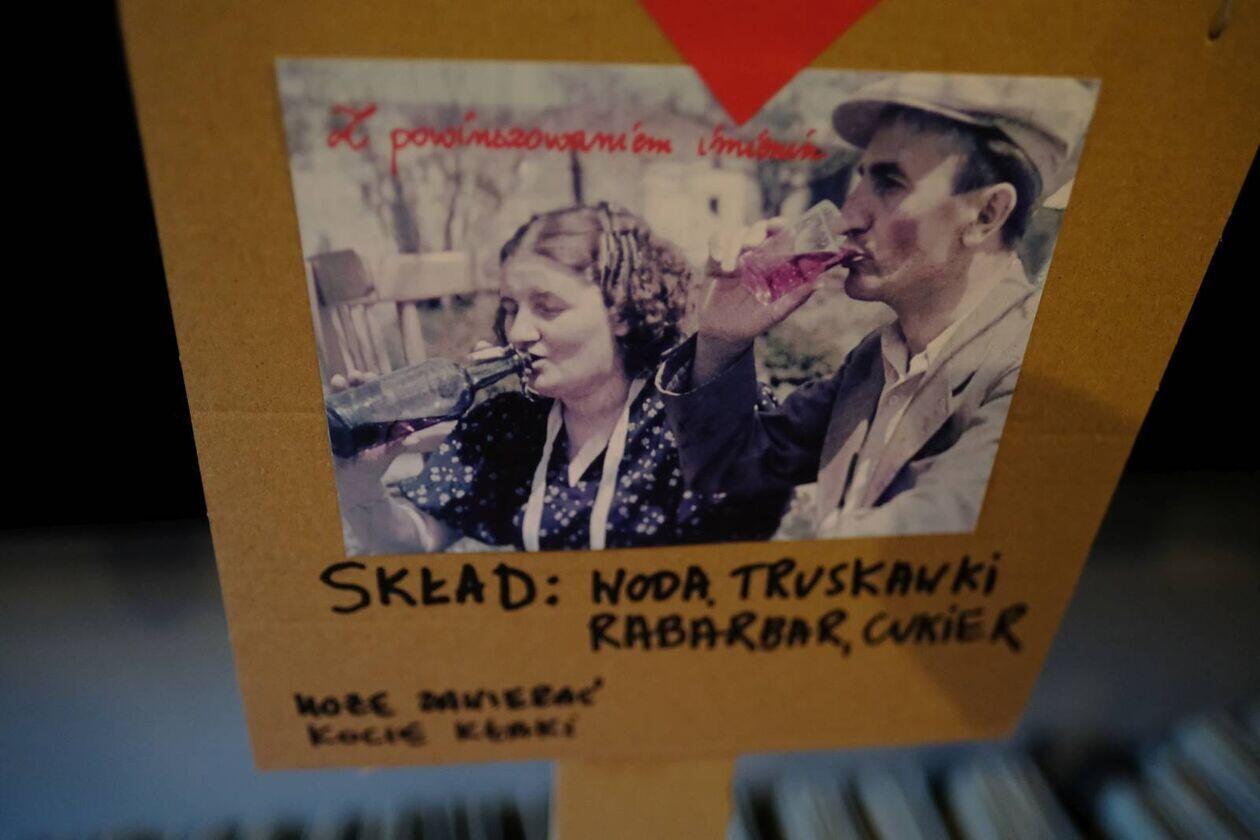 Z powinszowaniem imienin
SKŁAD: WODA, TRUSKAWKI
RABARBAR, CUKIER
MOŻE ZAWIERAĆ
KOCIE KŁAKI